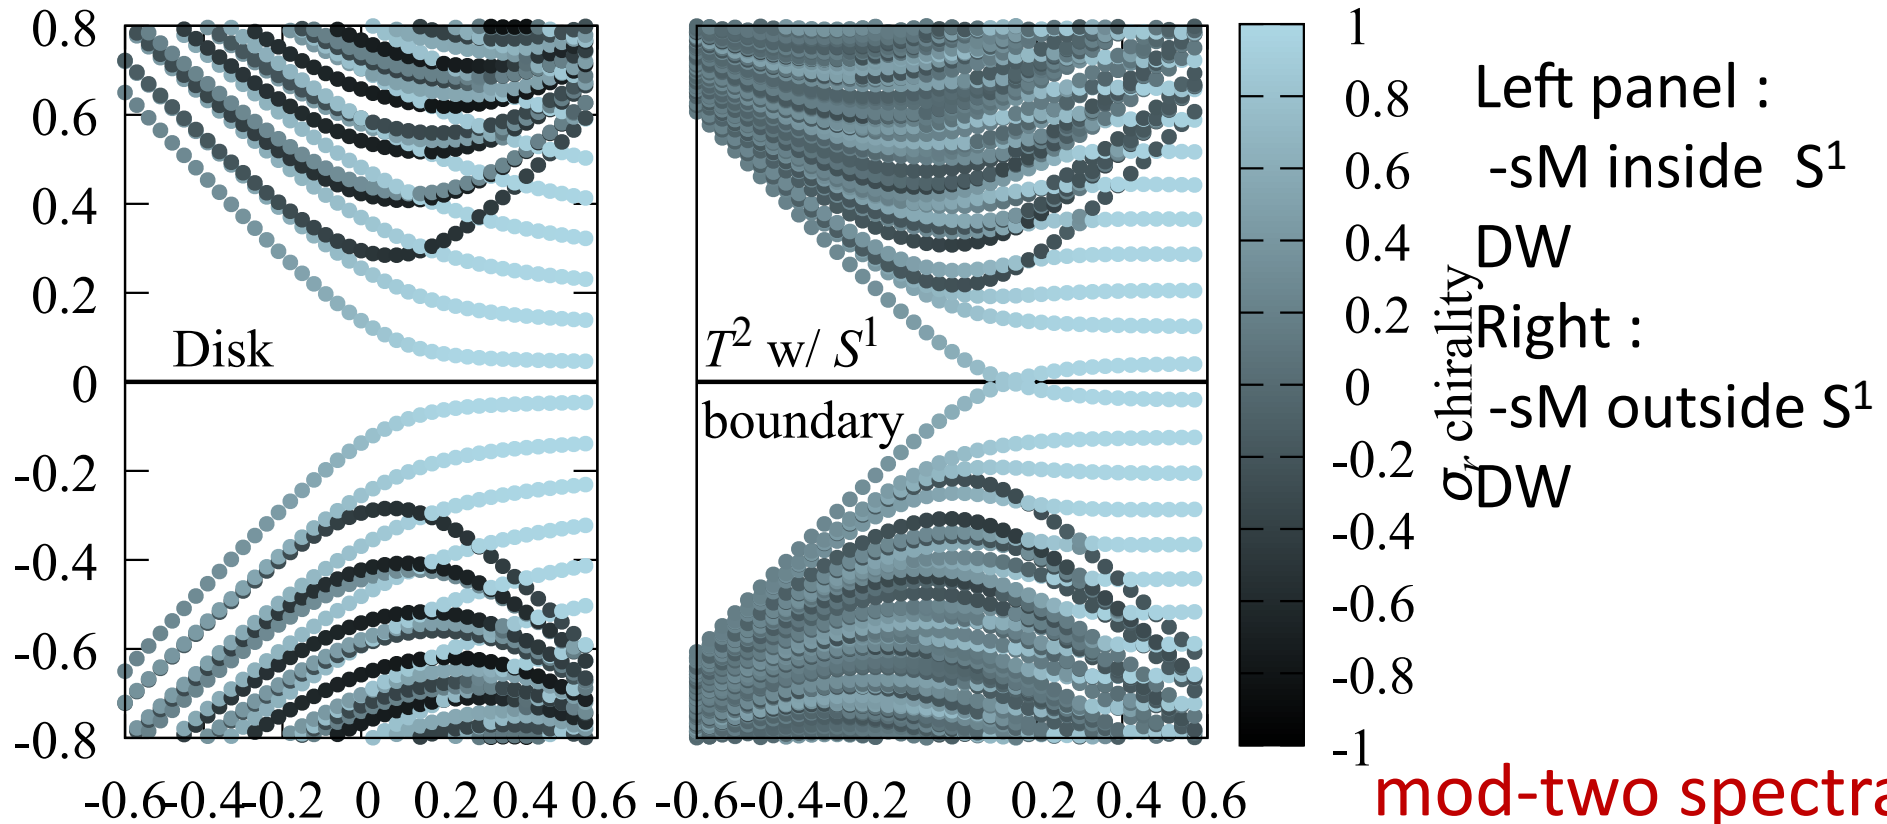 0.8
0.6
0.4
0.2
0
-0.2
-0.4
-0.6
-0.8
Disk
-0.6 -0.4 -0.2 0 0.2 0.4 0.6
T² w/ S¹
boundary
-0.6 -0.4 -0.2 0 0.2 0.4 0.6
1
0.8
0.6
0.4
0.2
0
-0.2
-0.4
-0.6
-0.8
-1
σr chirality
Left panel :
-sM inside S¹
DW
Right :
-sM outside S¹
DW
mod-two spectra